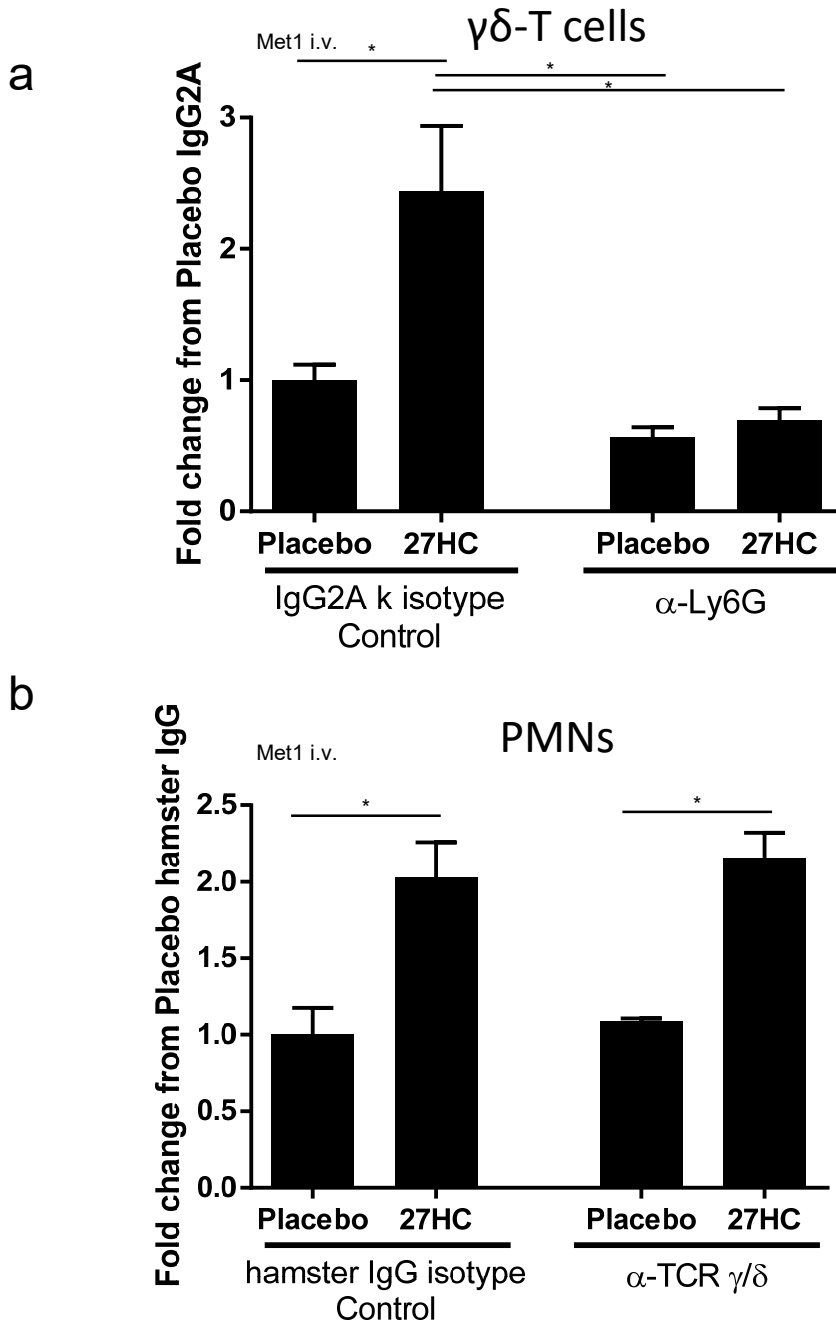 a
Met1 i.v.
γδ-T cells
*
*
*
Fold change from Placebo IgG2A
3
2
1
0
Placebo 27HC Placebo 27HC
IgG2A k isotype
Control
α-Ly6G
b
Met1 i.v.
PMNs
*
*
Fold change from Placebo hamster IgG
2.5
2.0
1.5
1.0
0.5
0.0
Placebo 27HC Placebo 27HC
hamster IgG isotype
Control
α-TCR γ/δ